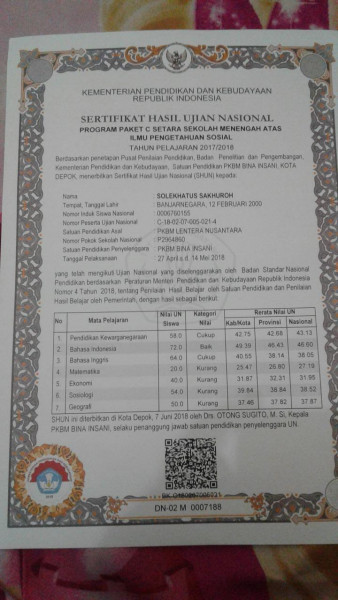 KEMENTERIAN PENDIDIKAN DAN KEBUDAYAAN
REPUBLIK INDONESIA
SERTIFIKAT HASIL UJIAN NASIONAL
PROGRAM PAKET C SETARA SEKOLAH MENENGAH ATAS
ILMU PENGETAHUAN SOSIAL
TAHUN PELAJARAN 2017/2018
Berdasarkan penetapan Pusat Penilaian Pendidikan, Badan Penelitian dan Pengembangan,
Kementerian Pendidikan dan Kebudayaan, Satuan Pendidikan PKBM BINA INSANI, KOTA
DEPOK, menerbitkan Sertifikat Hasil Ujian Nasional (SHUN) kepada:
Nama : SOLEKHATUS SAKHUROH
Tempat, Tanggal Lahir : BANJARNEGARA, 12 FEBRUARI 2000
Nomor Induk Siswa Nasional : 0006760155
Nomor Peserta Ujian Nasional : C-18-02-07-005-021-4
Satuan Pendidikan Asal : PKBM LENTERA NUSANTARA
Nomor Pokok Sekolah Nasional : P2964860
Satuan Pendidikan Penyelenggara : PKBM BINA INSANI
Tanggal Pelaksanaan : 27 April s.d. 14 Mei 2018
yang telah mengikuti Ujian Nasional yang diselenggarakan oleh Badan Standar Nasional
Pendidikan berdasarkan Peraturan Menteri Pendidikan dan Kebudayaan Republik Indonesia
Nomor 4 Tahun 2018, tentang Penilaian Hasil Belajar oleh Satuan Pendidikan dan Penilaian
Hasil Belajar oleh Pemerintah, dengan hasil sebagai berikut.
No Mata Pelajaran Nilai UN Siswa Kategori Nilai Rerata Nilai UN
Kab/Kota Provinsi Nasional
1. Pendidikan Kewarganegaraan 58.0 Cukup 42.75 42.68 43.13
2. Bahasa Indonesia 72.0 Baik 49.39 46.43 46.60
3. Bahasa Inggris 64.0 Cukup 40.55 38.14 38.05
4. Matematika 20.0 Kurang 25.47 26.80 27.19
5. Ekonomi 40.0 Kurang 31.87 32.21 31.95
6. Sosiologi 54.0 Kurang 39.84 38.84 38.52
7. Geografi 50.0 Kurang 37.46 37.82 37.87
SHUN ini diterbitkan di Kota Depok, 7 Juni 2018 oleh Drs. OTONG SUGITO, M. Si, Kepala
PKBM BINA INSANI, selaku penanggung jawab satuan pendidikan penyelenggara UN.
DN-02 M 0007188